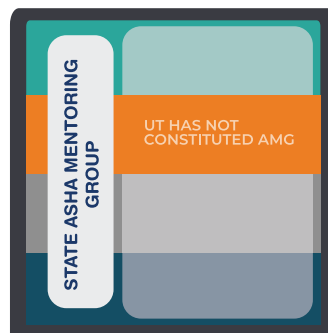 STATE ASHA MENTORING
GROUP
UT HAS NOT
CONSTITUTED AMG